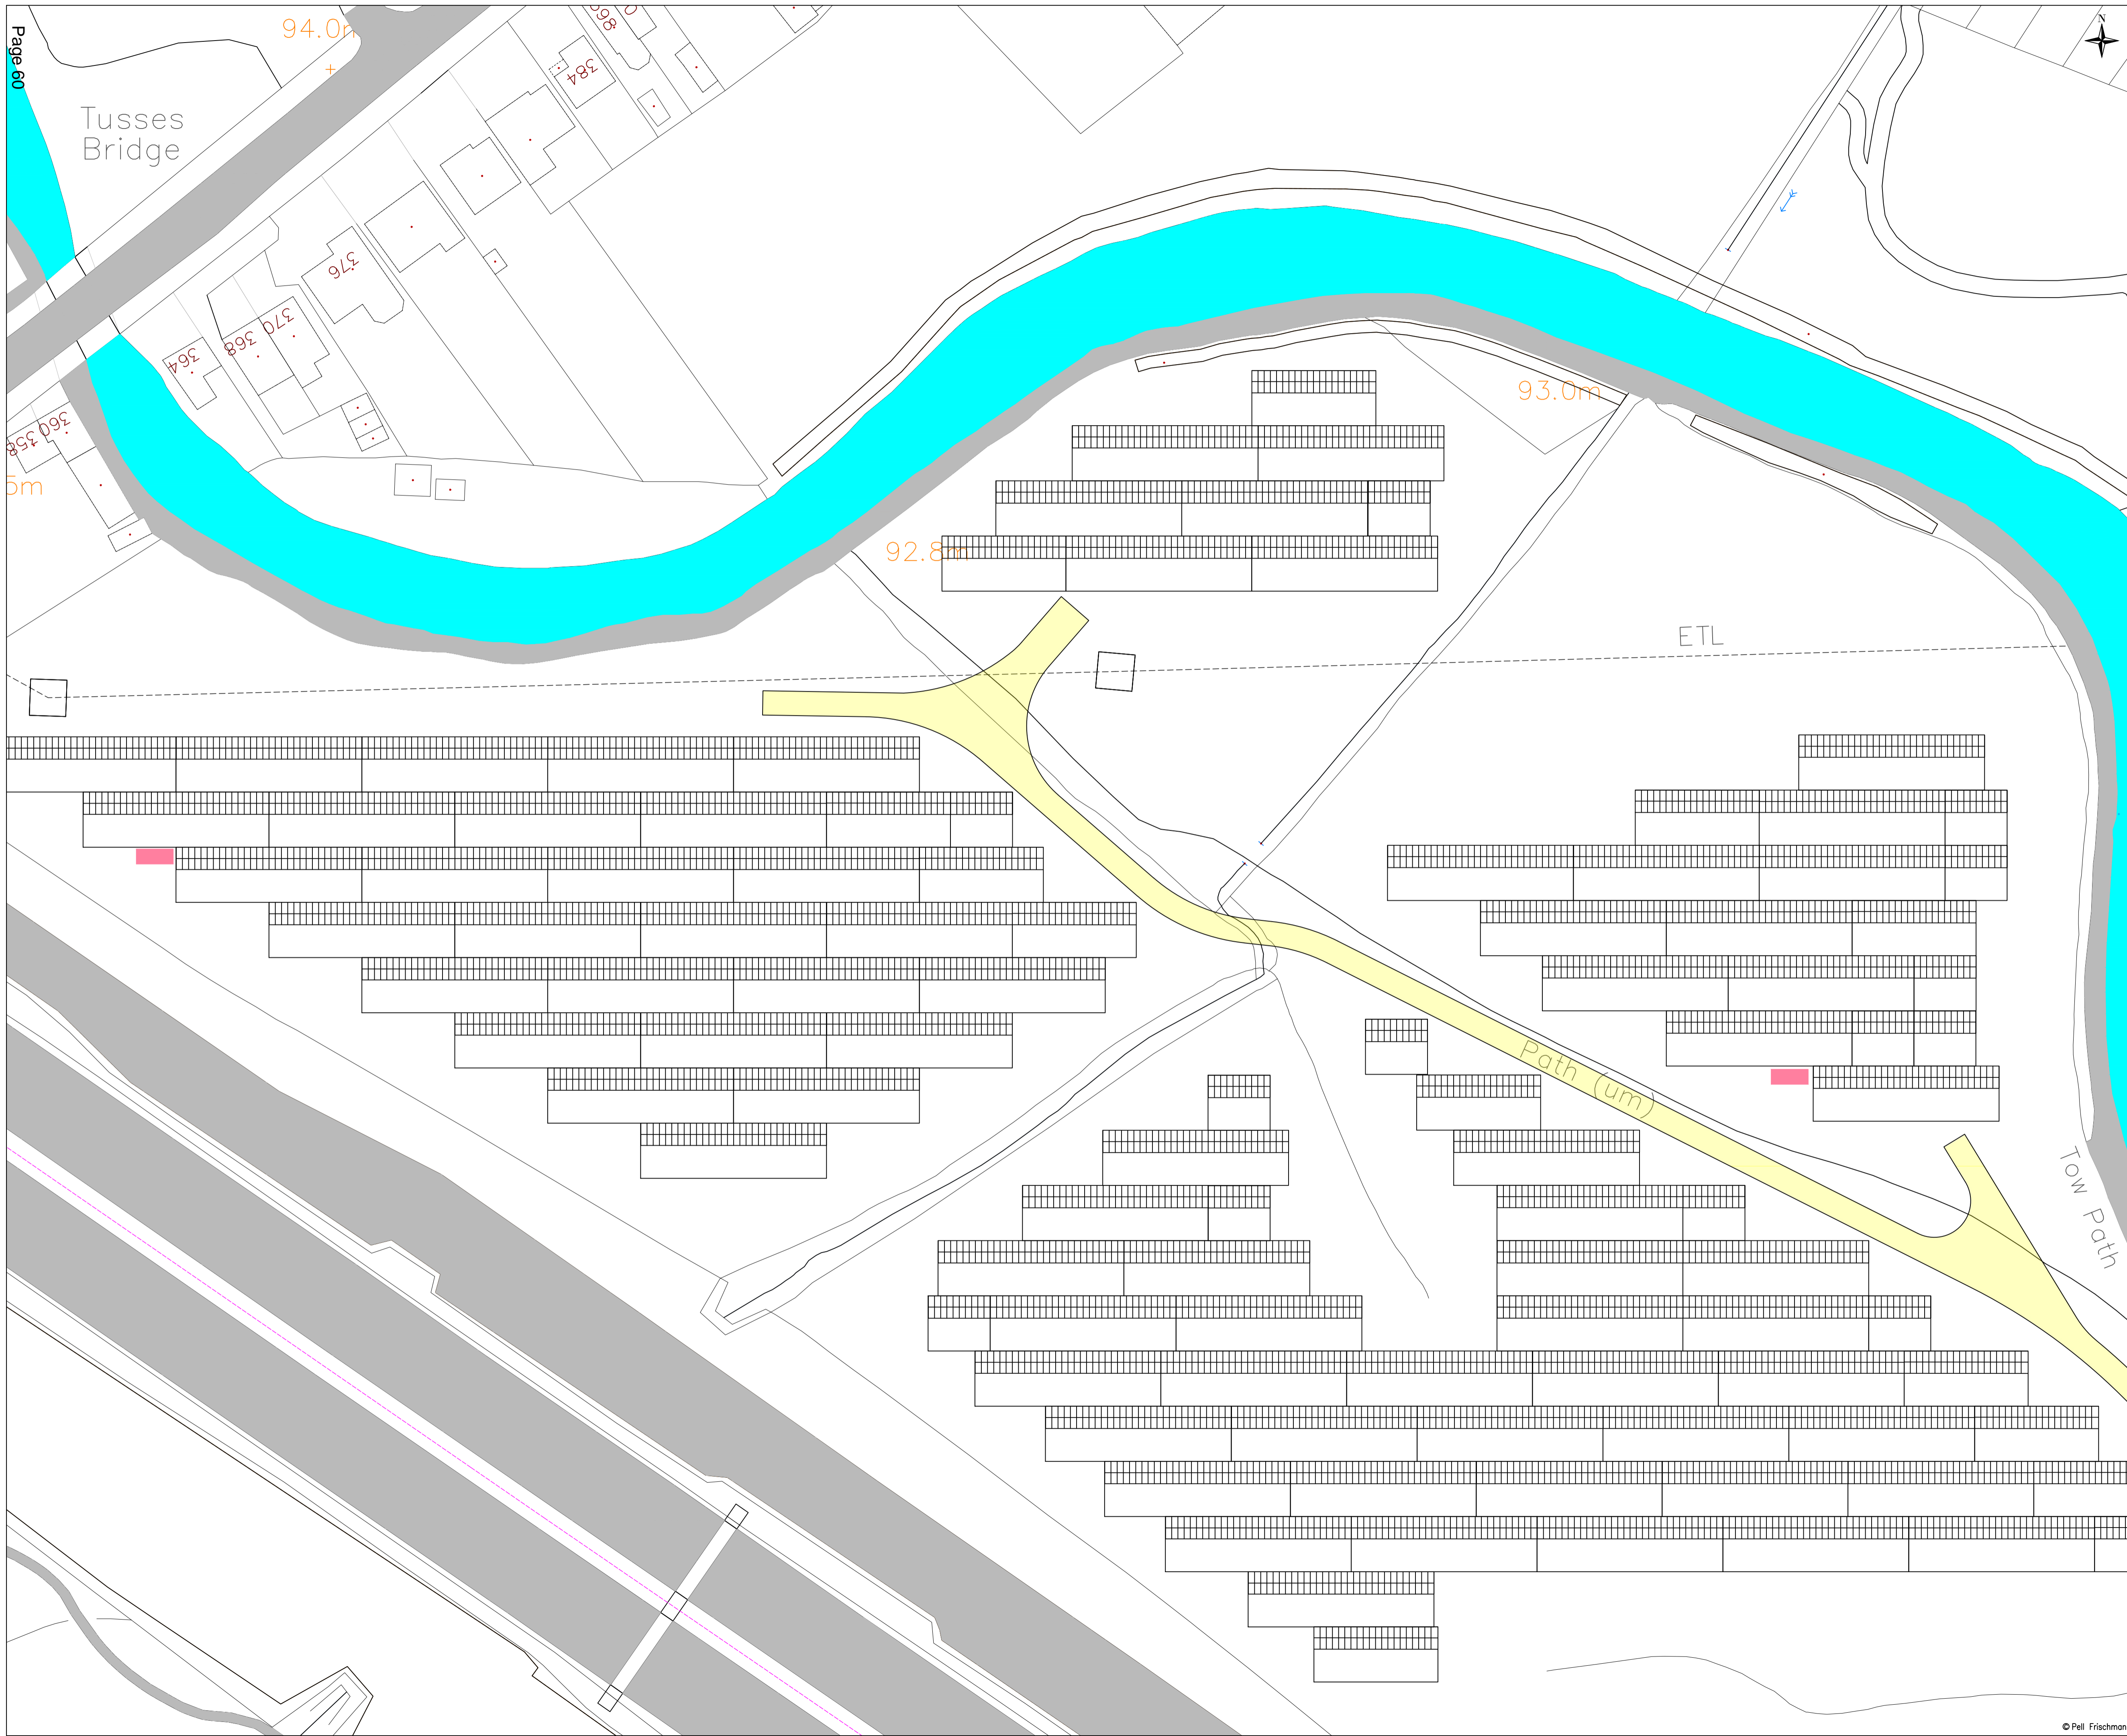 Page 60
94.0m
N
Tusses
Bridge
384
376
370
368
364
360
358
93.0m
92.8m
ETL
Path (um)
Tow Path
© Pell Frischmann